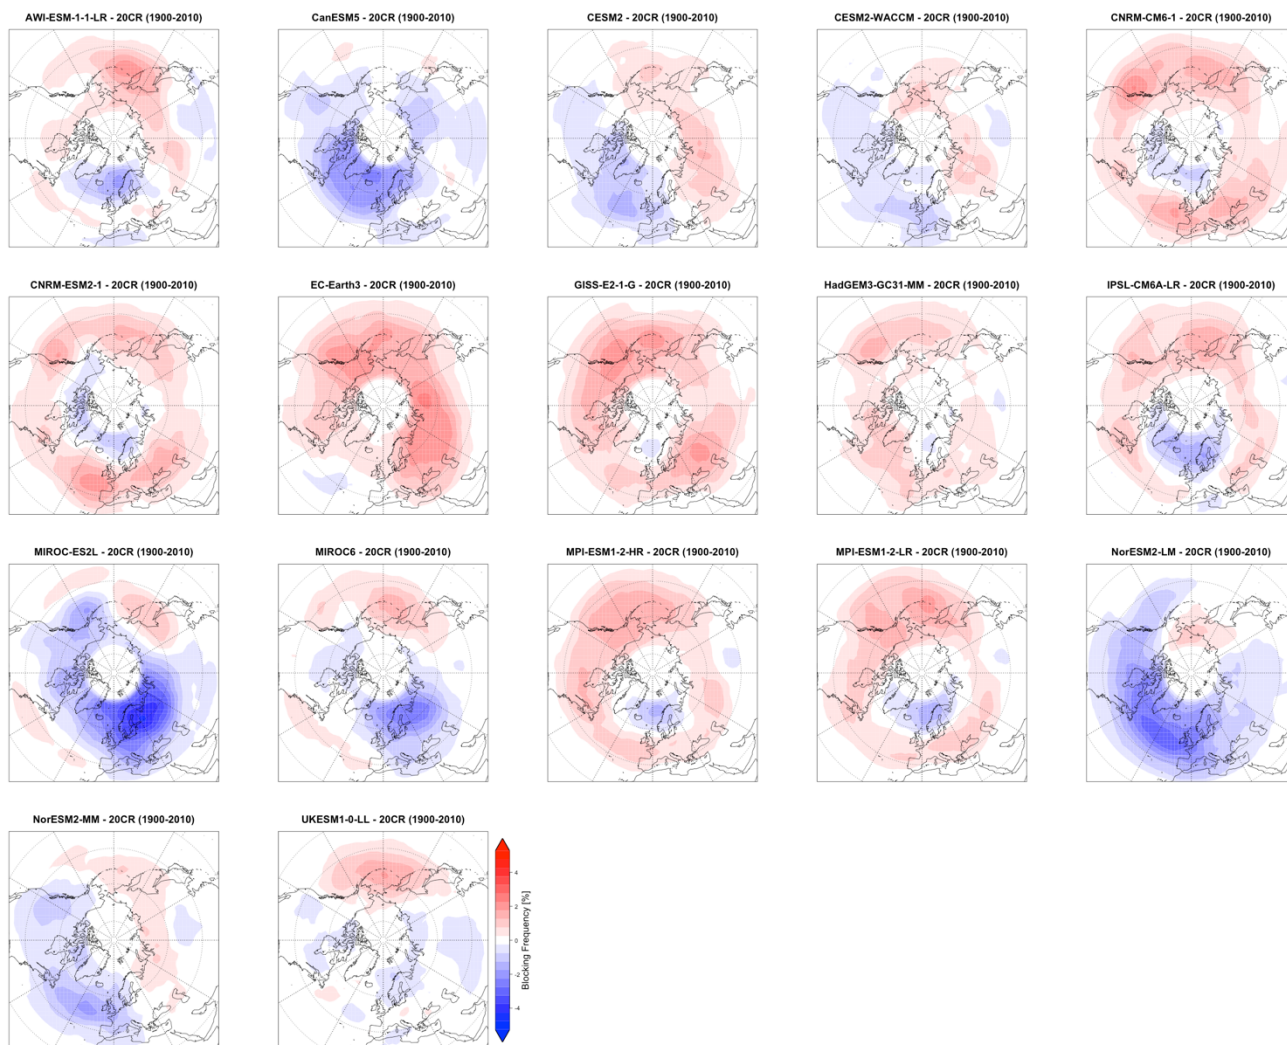 AWI-ESM-1-1-LR - 20CR (1900-2010)
CanESM5 - 20CR (1900-2010)
CESM2 - 20CR (1900-2010)
CESM2-WACCM - 20CR (1900-2010)
CNRM-CM6-1 - 20CR (1900-2010)
CNRM-ESM2-1 - 20CR (1900-2010)
EC-Earth3 - 20CR (1900-2010)
GISS-E2-1-G - 20CR (1900-2010)
HadGEM3-GC31-MM - 20CR (1900-2010)
IPSL-CM6A-LR - 20CR (1900-2010)
MIROC-ES2L - 20CR (1900-2010)
MIROC6 - 20CR (1900-2010)
MPI-ESM1-2-HR - 20CR (1900-2010)
MPI-ESM1-2-LR - 20CR (1900-2010)
NorESM2-LM - 20CR (1900-2010)
NorESM2-MM - 20CR (1900-2010)
UKESM1-0-LL - 20CR (1900-2010)
4
2
0
-2
-4
Blocking Frequency [%]